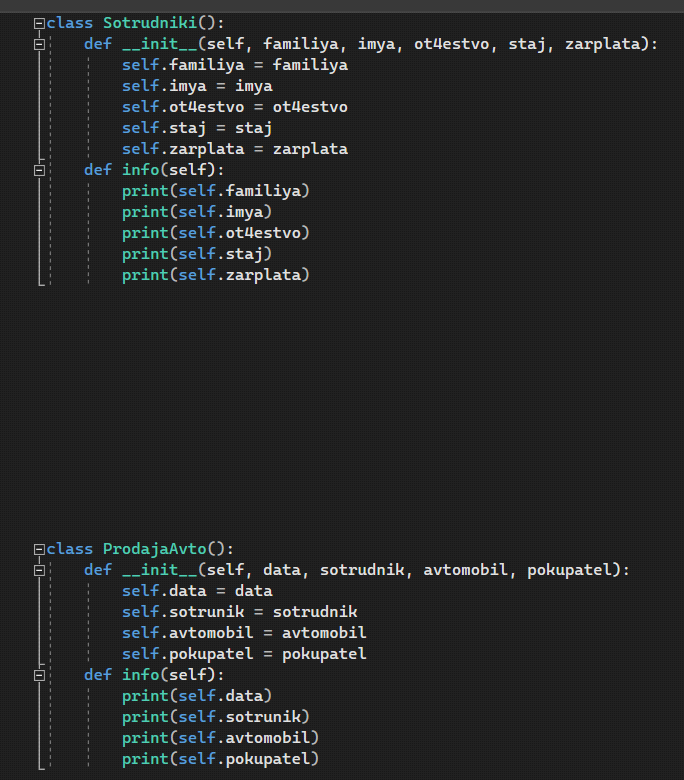 class Sotrudniki():
    def __init__(self, familiya, imya, ot4estvo, staj, zarplata):
        self.familiya = familiya
        self.imya = imya
        self.ot4estvo = ot4estvo
        self.staj = staj
        self.zarplata = zarplata
    def info(self):
        print(self.familiya)
        print(self.imya)
        print(self.ot4estvo)
        print(self.staj)
        print(self.zarplata)
class ProdajaAvto():
    def __init__(self, data, sotrudnik, avtomobil, pokupatel):
        self.data = data
        self.sotrunik = sotrudnik
        self.avtomobil = avtomobil
        self.pokupatel = pokupatel
    def info(self):
        print(self.data)
        print(self.sotrunik)
        print(self.avtomobil)
        print(self.pokupatel)